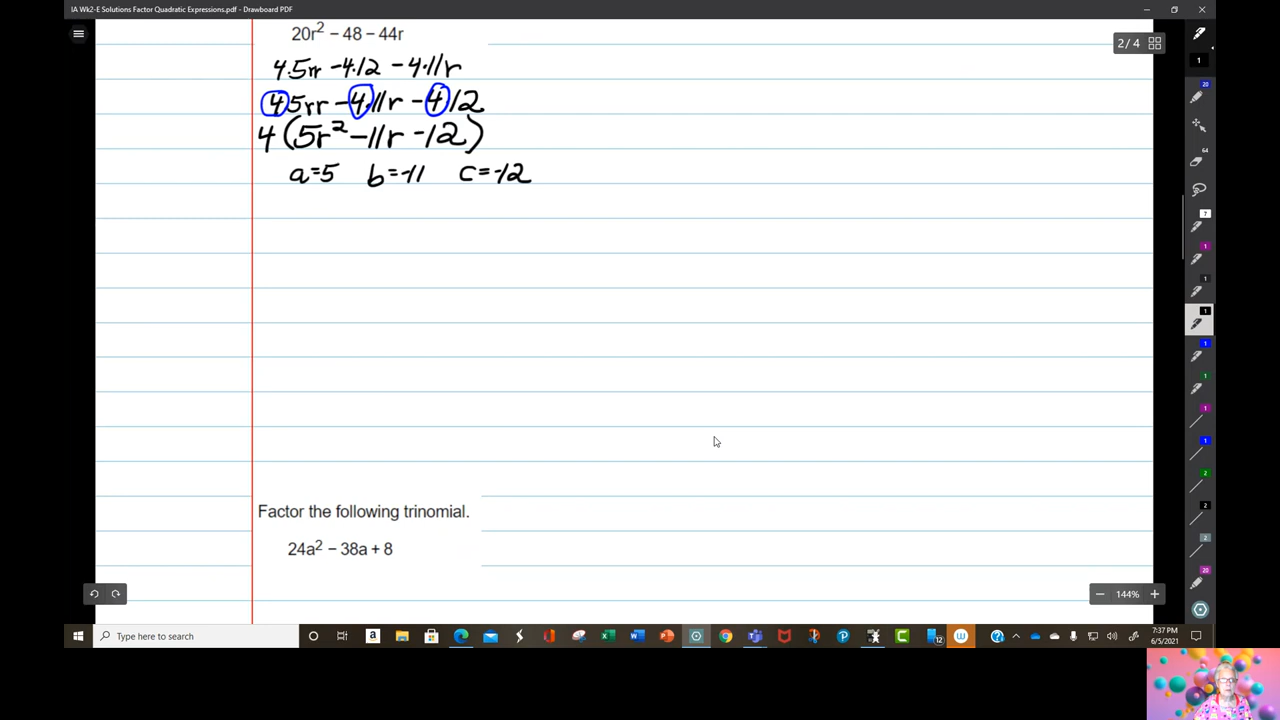 IA Wk2-E Solutions Factor Quadratic Expressions.pdf - Drawboard PDF
2 / 4
20r² − 48 − 44r
4·5rr − 4·12 − 4·11r
4 5rr − 4·11r − 4 12
4 (5r² − 11r − 12)
a = 5 b = -11 c = -12
Factor the following trinomial.
24a² − 38a + 8
144%
Type here to search
7:37 PM
6/5/2021